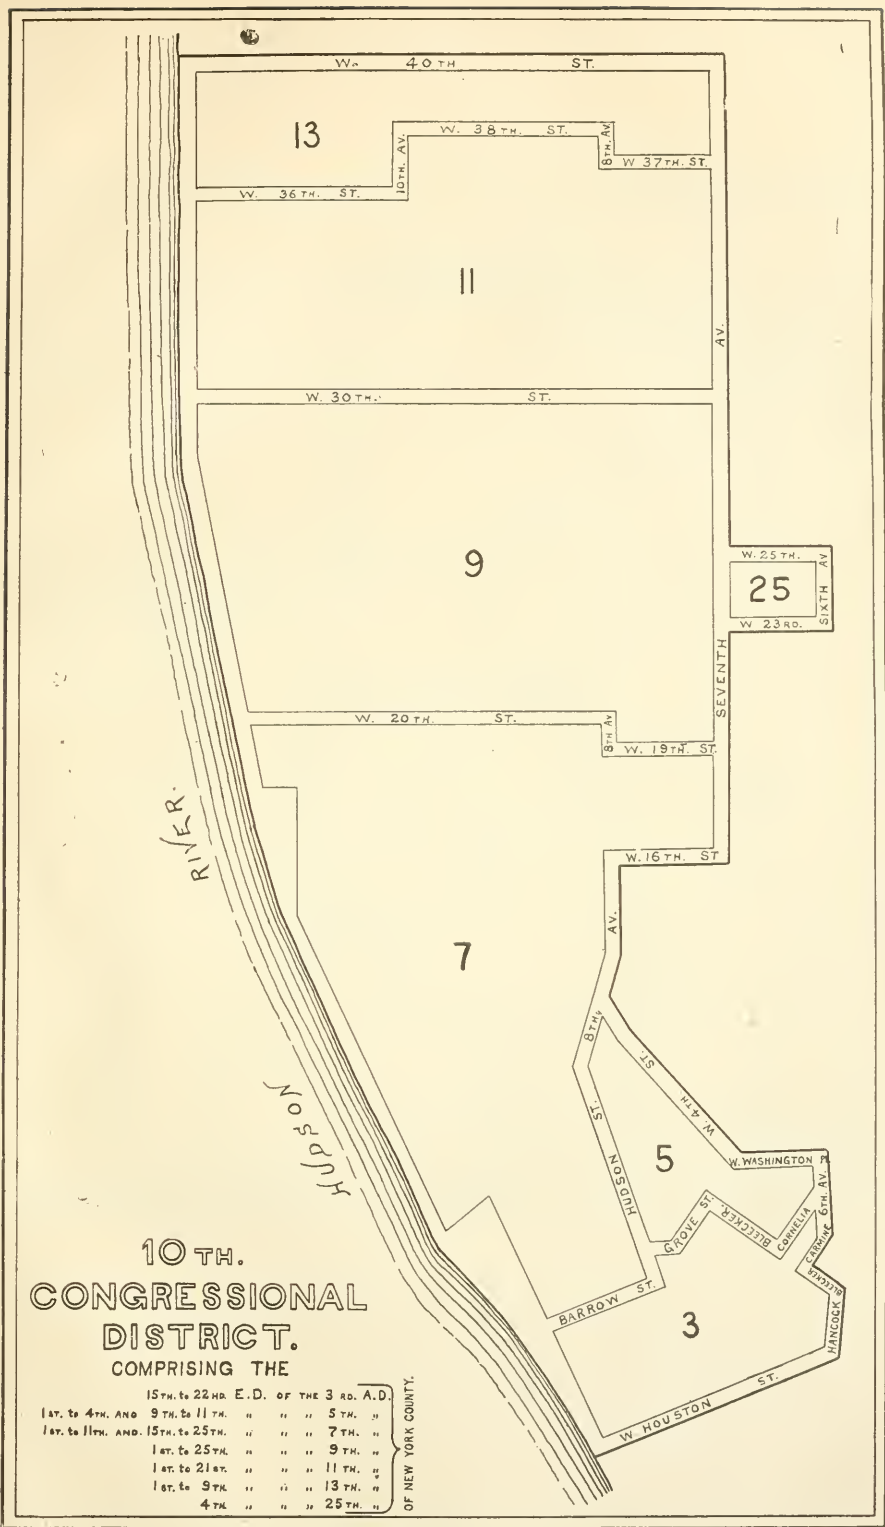 W. 40TH ST.
13
10TH. AV.
W. 38TH. ST.
8TH. AV.
W 37TH. ST.
W. 36TH. ST.
11
AV.
W. 30TH. ST.
9
W. 25TH.
25
SIXTH AV
W 23RD.
SEVENTH
W. 20TH. ST.
8TH AV
W. 19TH. ST.
W. 16TH. ST
RIVER.
AV.
7
8TH.
ST.
W. 4TH
HUDSON
ST.
HUDSON
5
W. WASHINGTON PL
6TH. AV.
GROVE ST.
BLEECKER
CORNELIA
CARMINE
BLEECKER
HANCOCK
BARROW ST.
3
W HOUSTON ST.
10TH.
CONGRESSIONAL
DISTRICT.
COMPRISING THE
15TH. to 22ND. E.D. OF THE 3RD. A.D.
1ST. to 4TH. AND 9TH. to 11TH. " " " 5TH. "
1ST. to 11TH. AND 15TH. to 25TH. " " " 7TH. "
1ST. to 25TH. " " " 9TH. "
1ST. to 21ST. " " " 11TH. "
1ST. to 9TH. " " " 13TH. "
4TH " " " 25TH. "
OF NEW YORK COUNTY.